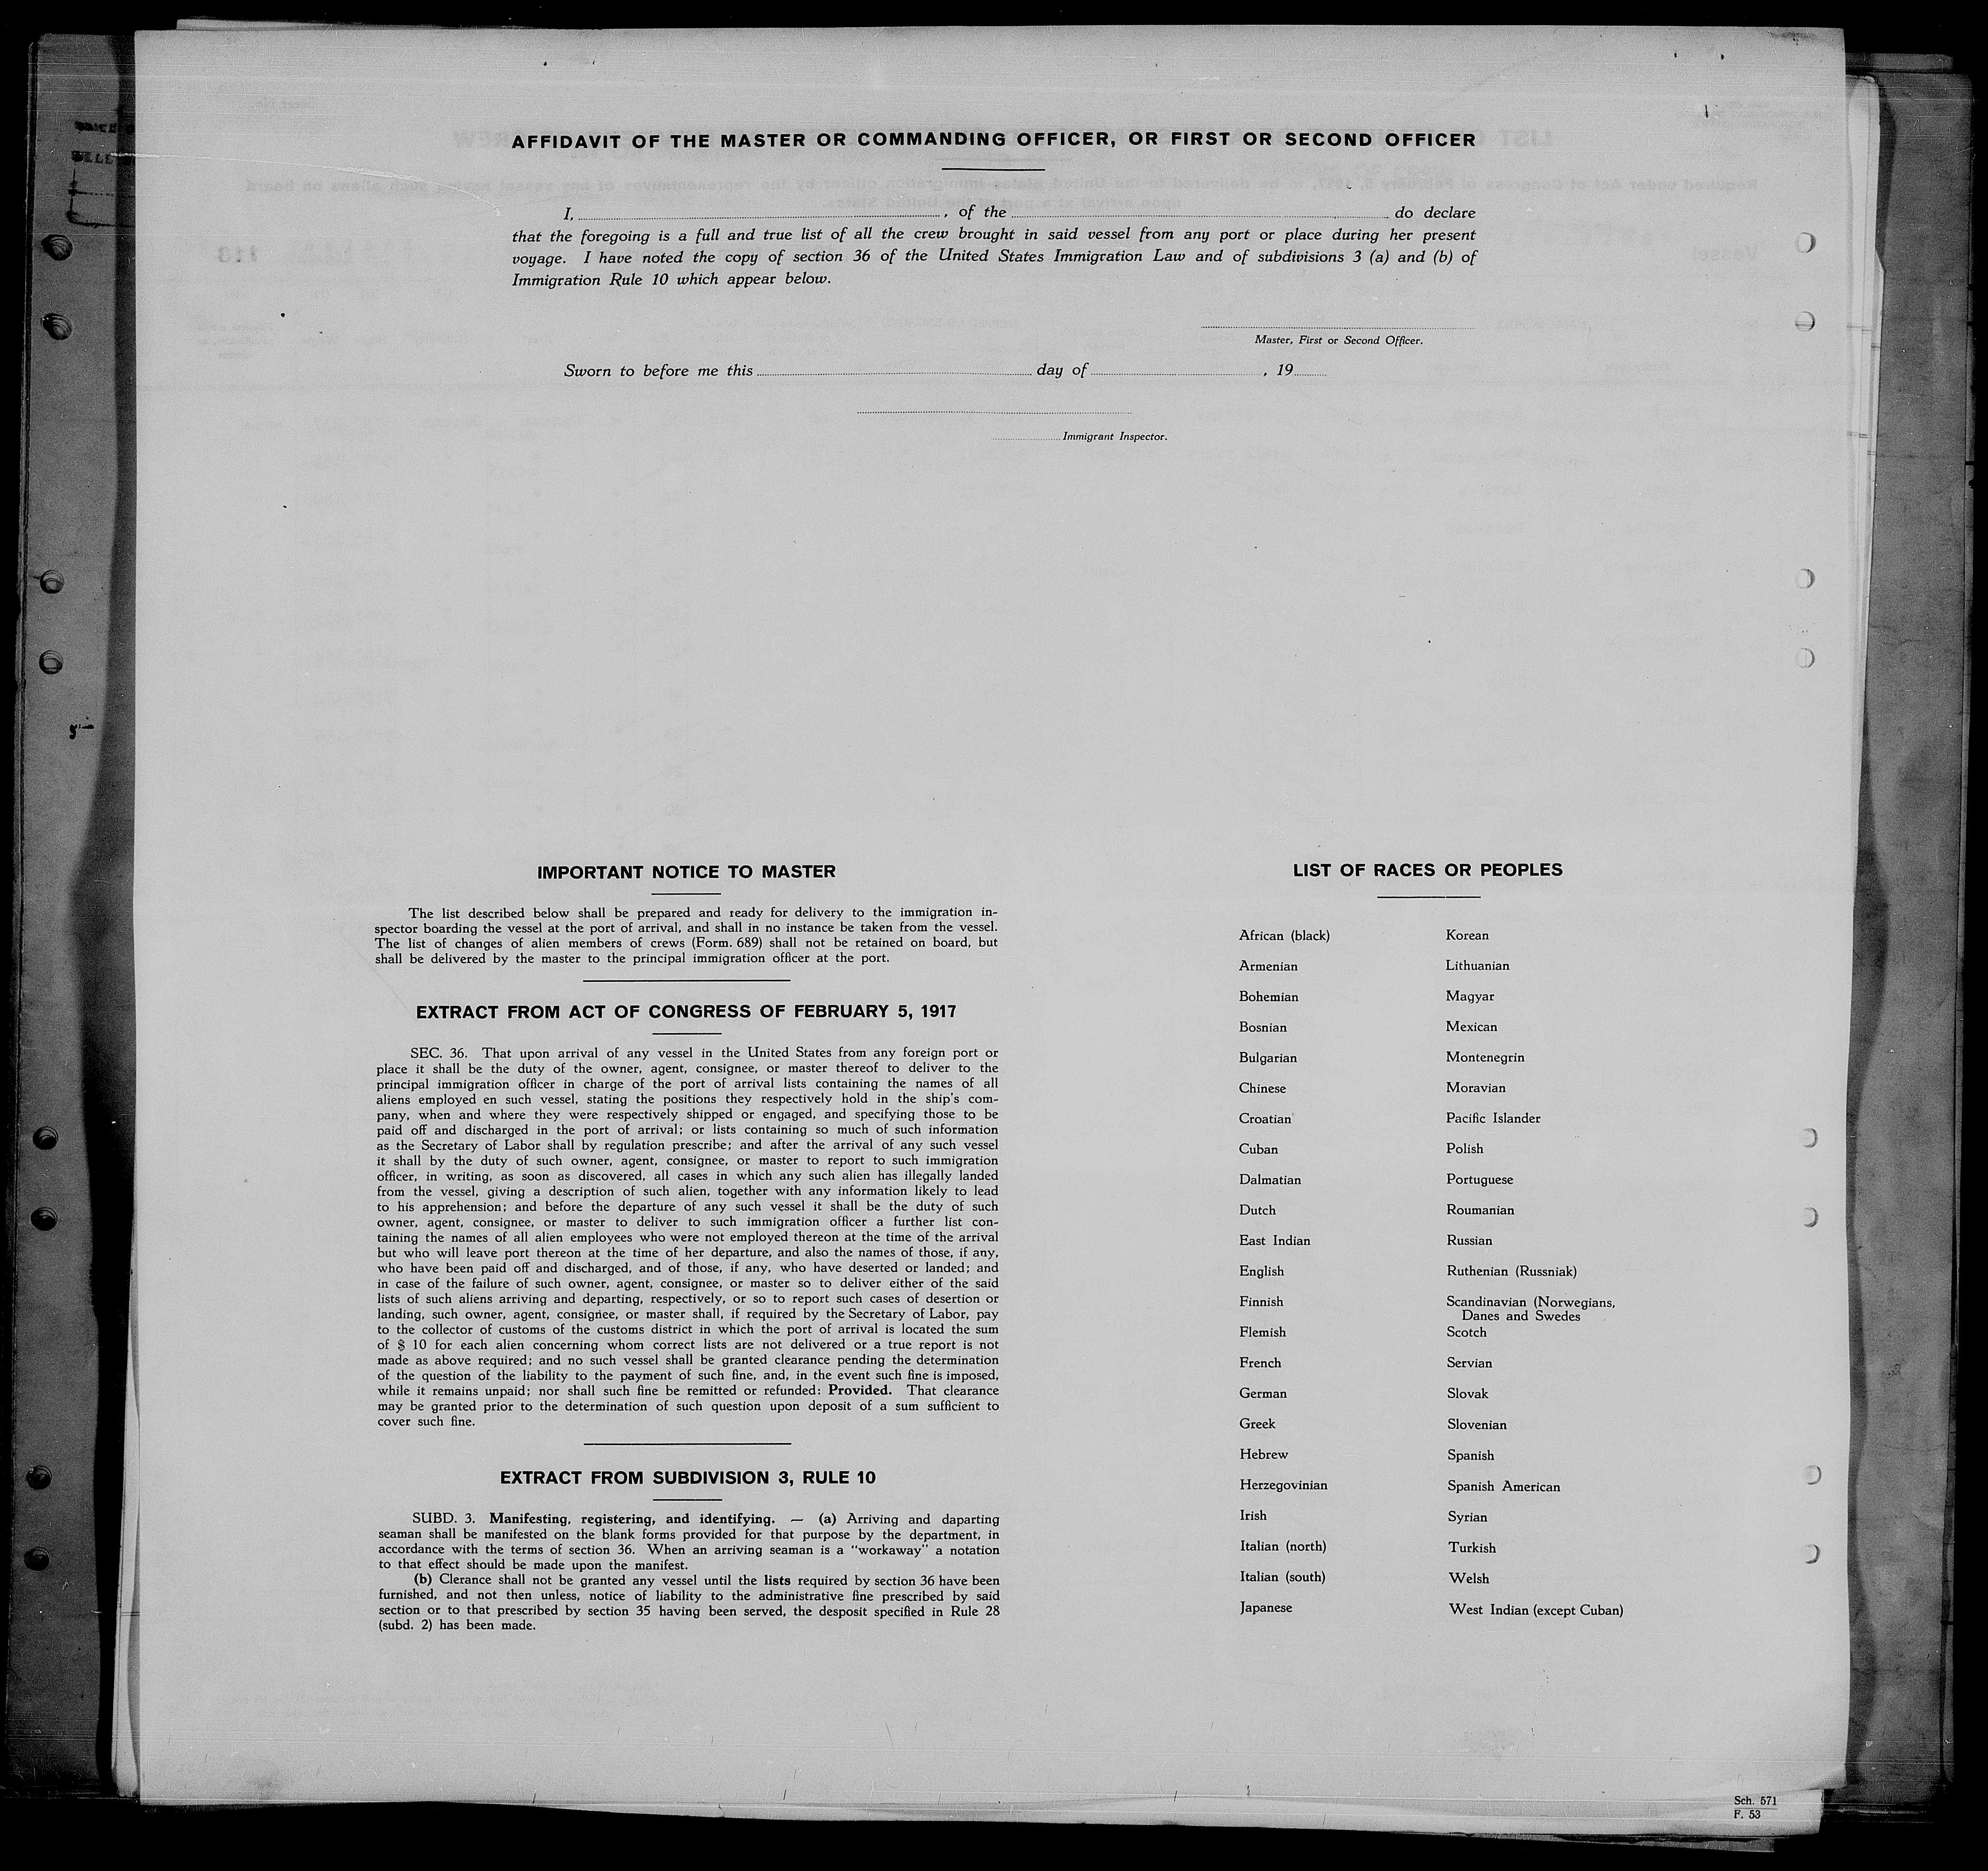 AFFIDAVIT OF THE MASTER OR COMMANDING OFFICER, OR FIRST OR SECOND OFFICER
I, , of the do declare
that the foregoing is a full and true list of all the crew brought in said vessel from any port or place during her present
voyage. I have noted the copy of section 36 of the United States Immigration Law and of subdivisions 3 (a) and (b) of
Immigration Rule 10 which appear below.
Master, First or Second Officer.
Sworn to before me this day of , 19
Immigrant Inspector.
IMPORTANT NOTICE TO MASTER
The list described below shall be prepared and ready for delivery to the immigration in-
spector boarding the vessel at the port of arrival, and shall in no instance be taken from the vessel.
The list of changes of alien members of crews (Form. 689) shall not be retained on board, but
shall be delivered by the master to the principal immigration officer at the port.
EXTRACT FROM ACT OF CONGRESS OF FEBRUARY 5, 1917
SEC. 36. That upon arrival of any vessel in the United States from any foreign port or
place it shall be the duty of the owner, agent, consignee, or master thereof to deliver to the
principal immigration officer in charge of the port of arrival lists containing the names of all
aliens employed en such vessel, stating the positions they respectively hold in the ship's com-
pany, when and where they were respectively shipped or engaged, and specifying those to be
paid off and discharged in the port of arrival; or lists containing so much of such information
as the Secretary of Labor shall by regulation prescribe; and after the arrival of any such vessel
it shall by the duty of such owner, agent, consignee, or master to report to such immigration
officer, in writing, as soon as discovered, all cases in which any such alien has illegally landed
from the vessel, giving a description of such alien, together with any information likely to lead
to his apprehension; and before the departure of any such vessel it shall be the duty of such
owner, agent, consignee, or master to deliver to such immigration officer a further list con-
taining the names of all alien employees who were not employed thereon at the time of the arrival
but who will leave port thereon at the time of her departure, and also the names of those, if any,
who have been paid off and discharged, and of those, if any, who have deserted or landed; and
in case of the failure of such owner, agent, consignee, or master so to deliver either of the said
lists of such aliens arriving and departing, respectively, or so to report such cases of desertion or
landing, such owner, agent, consignee, or master shall, if required by the Secretary of Labor, pay
to the collector of customs of the customs district in which the port of arrival is located the sum
of $ 10 for each alien concerning whom correct lists are not delivered or a true report is not
made as above required; and no such vessel shall be granted clearance pending the determination
of the question of the liability to the payment of such fine, and, in the event such fine is imposed,
while it remains unpaid; nor shall such fine be remitted or refunded: Provided. That clearance
may be granted prior to the determination of such question upon deposit of a sum sufficient to
cover such fine.
EXTRACT FROM SUBDIVISION 3, RULE 10
SUBD. 3. Manifesting, registering, and identifying. — (a) Arriving and daparting
seaman shall be manifested on the blank forms provided for that purpose by the department, in
accordance with the terms of section 36. When an arriving seaman is a "workaway" a notation
to that effect should be made upon the manifest.
(b) Clerance shall not be granted any vessel until the lists required by section 36 have been
furnished, and not then unless, notice of liability to the administrative fine prescribed by said
section or to that prescribed by section 35 having been served, the desposit specified in Rule 28
(subd. 2) has been made.
LIST OF RACES OR PEOPLES
African (black)
Armenian
Bohemian
Bosnian
Bulgarian
Chinese
Croatian
Cuban
Dalmatian
Dutch
East Indian
English
Finnish
Flemish
French
German
Greek
Hebrew
Herzegovinian
Irish
Italian (north)
Italian (south)
Japanese
Korean
Lithuanian
Magyar
Mexican
Montenegrin
Moravian
Pacific Islander
Polish
Portuguese
Roumanian
Russian
Ruthenian (Russniak)
Scandinavian (Norwegians,
Danes and Swedes
Scotch
Servian
Slovak
Slovenian
Spanish
Spanish American
Syrian
Turkish
Welsh
West Indian (except Cuban)
Sch. 571
F. 53